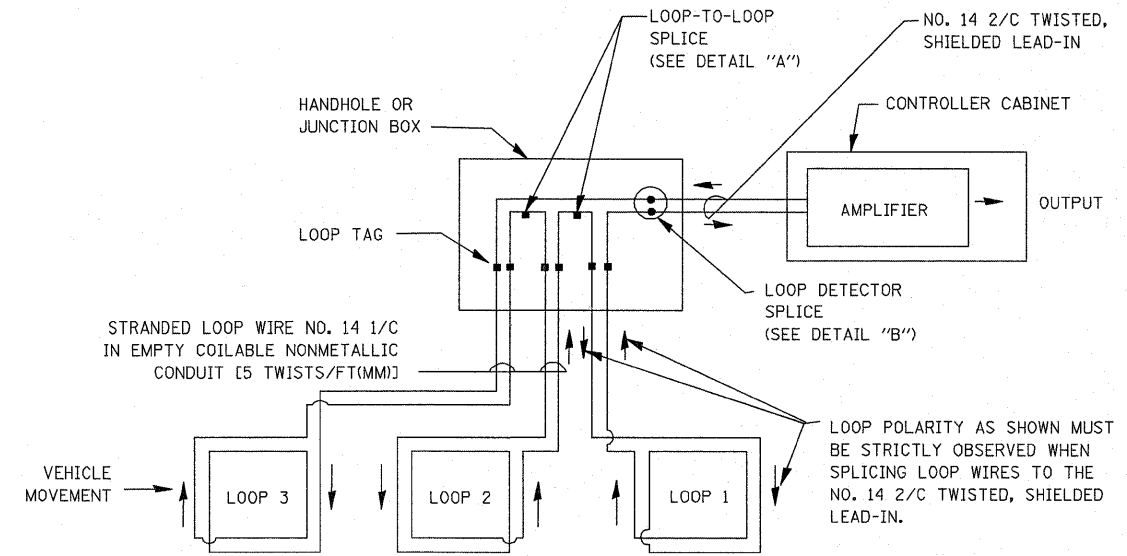 LOOP-TO-LOOP
SPLICE
(SEE DETAIL "A")
NO. 14 2/C TWISTED,
SHIELDED LEAD-IN
HANDHOLE OR
JUNCTION BOX
CONTROLLER CABINET
AMPLIFIER
OUTPUT
LOOP TAG
LOOP DETECTOR
SPLICE
(SEE DETAIL "B")
STRANDED LOOP WIRE NO. 14 1/C
IN EMPTY COILABLE NONMETALLIC
CONDUIT [5 TWISTS/FT(MM)]
LOOP POLARITY AS SHOWN MUST
BE STRICTLY OBSERVED WHEN
SPLICING LOOP WIRES TO THE
NO. 14 2/C TWISTED, SHIELDED
LEAD-IN.
VEHICLE
MOVEMENT
LOOP 3
LOOP 2
LOOP 1